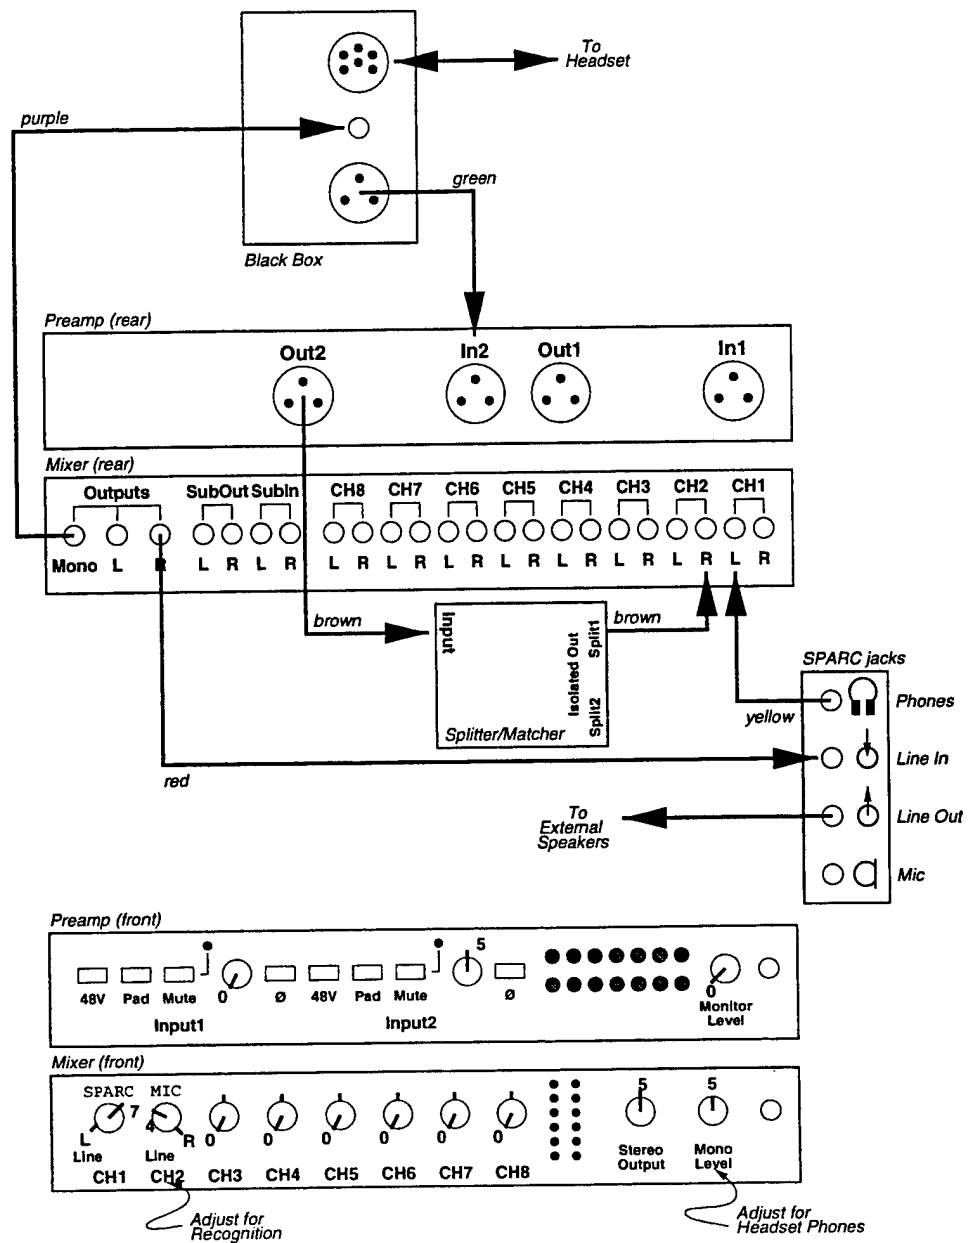 To
Headset
purple
green
Black Box
Preamp (rear)
Out2 In2 Out1 In1
Mixer (rear)
Outputs SubOut SubIn CH8 CH7 CH6 CH5 CH4 CH3 CH2 CH1
Mono L R L R L R L R L R L R L R L R L R L R L R
brown
Input
Isolated Out
Split1
Split2
Splitter/Matcher
brown
SPARC jacks
yellow
Phones
red
Line In
To
External
Speakers
Line Out
Mic
Preamp (front)
5
48V Pad Mute 0 Ø 48V Pad Mute Ø 0
Input1 Input2
Monitor
Level
Mixer (front)
SPARC MIC 5 5
7 4
L R 0 0 0 0 0 0
Line Line
Stereo
Output
Mono
Level
CH1 CH2 CH3 CH4 CH5 CH6 CH7 CH8
Adjust for
Recognition
Adjust for
Headset Phones